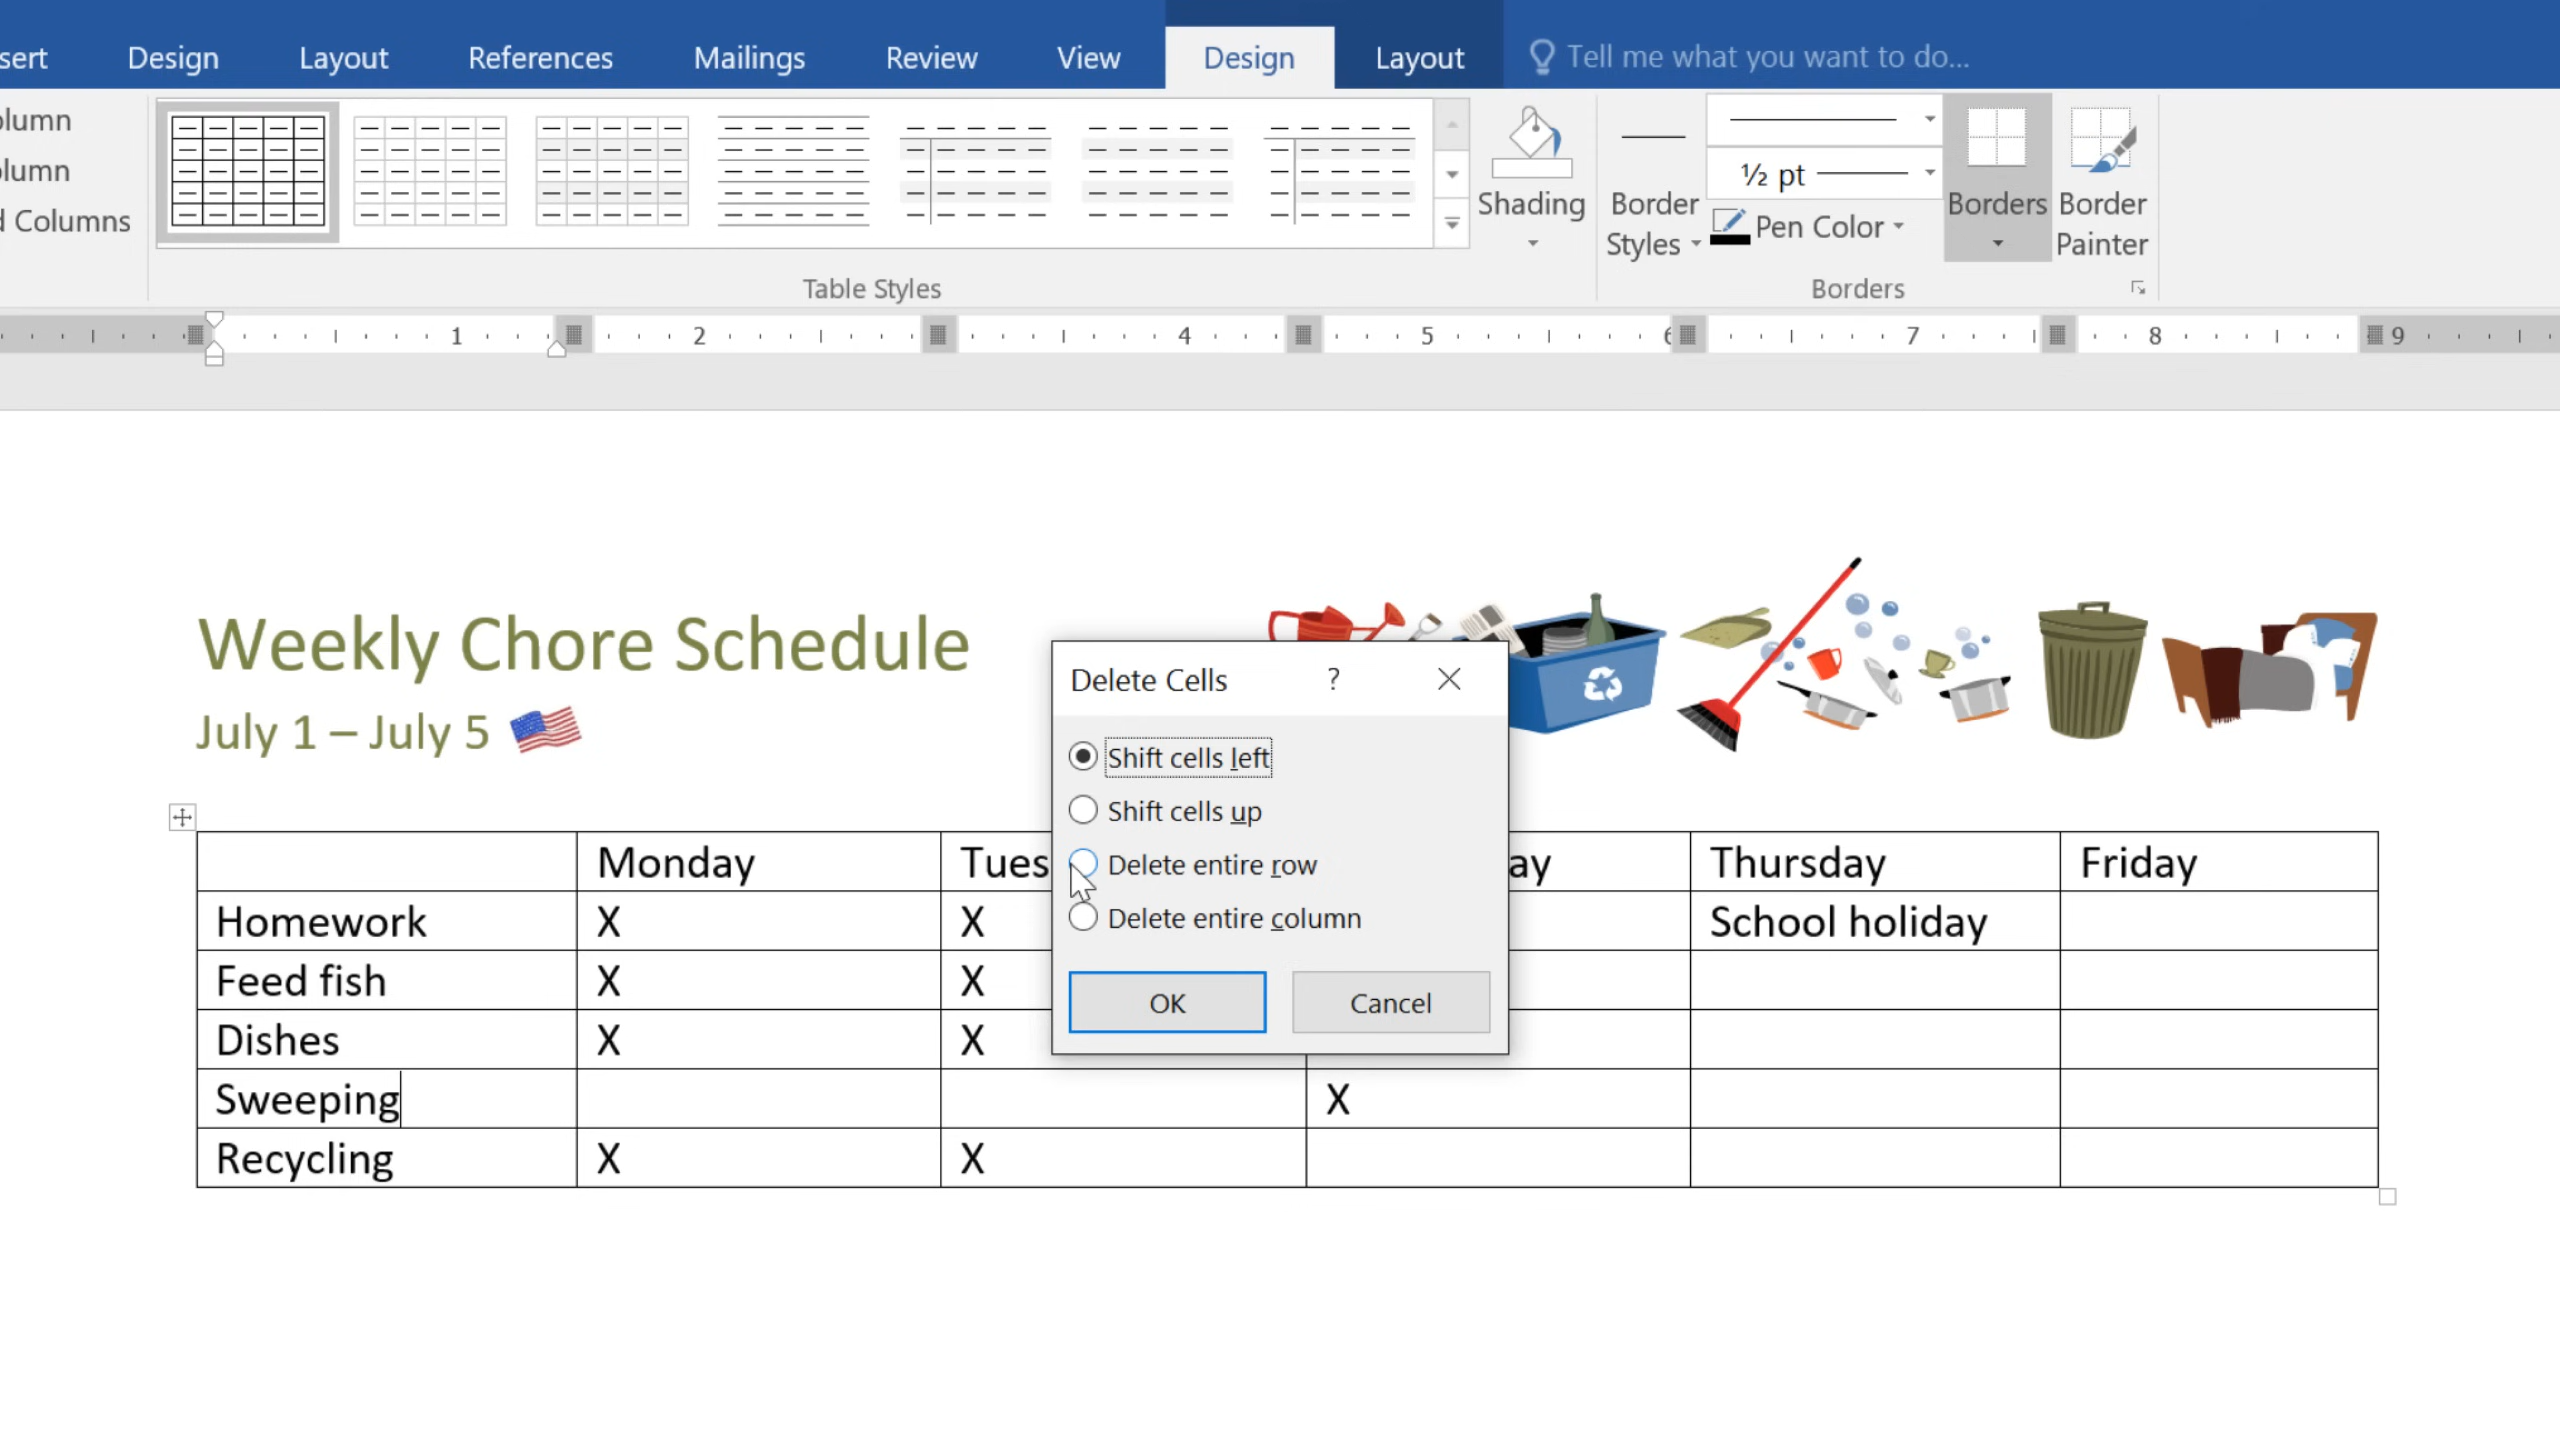 sert Design Layout References Mailings Review View Design Layout Tell me what you want to do...
olumn
lumn
d Columns
½ pt
Shading
Border Styles
Pen Color
Borders
Border Painter
Table Styles
Borders
1 2 4 5 6 7 8 9
Weekly Chore Schedule
July 1 – July 5
Delete Cells ?
Shift cells left
Shift cells up
Delete entire row
Delete entire column
OK Cancel
Monday Tues ay Thursday Friday
Homework X X School holiday
Feed fish X X
Dishes X X
Sweeping X
Recycling X X